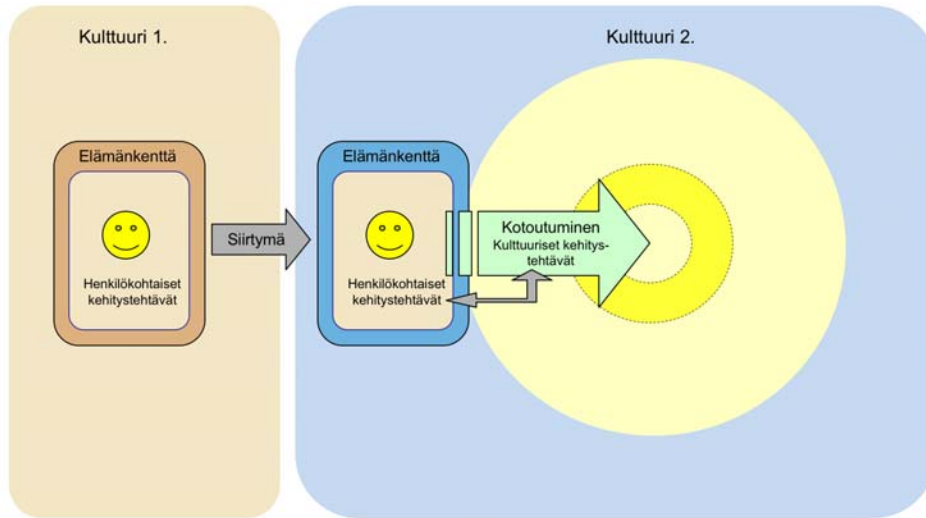 Kulttuuri 1.
Elämänkenttä
Henkilökohtaiset
kehitystehtävät
Siirtymä
Kulttuuri 2.
Elämänkenttä
Henkilökohtaiset
kehitystehtävät
Kotoutuminen
Kulttuuriset kehitys-
tehtävät